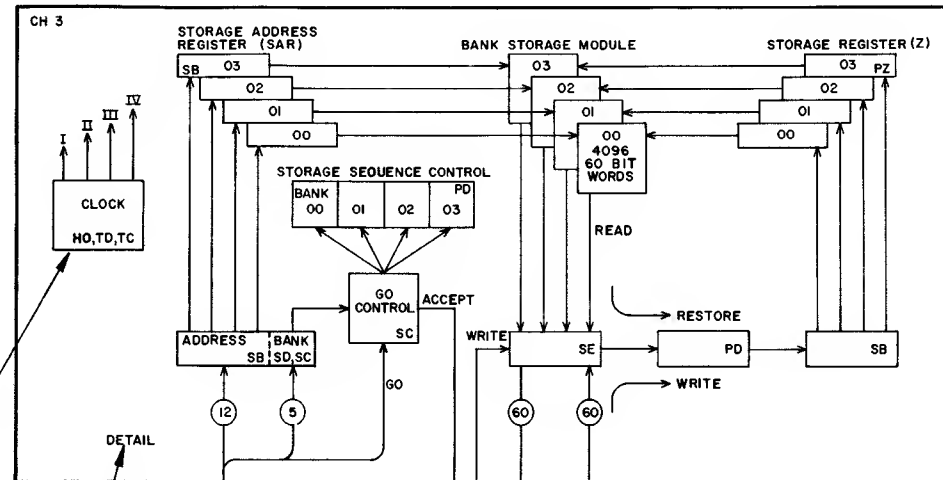 CH 3
STORAGE ADDRESS
REGISTER (SAR)
BANK STORAGE MODULE
STORAGE REGISTER (Z)
SB
03
02
01
00
03
02
01
00
4096
60 BIT
WORDS
03
PZ
02
01
00
I
II
III
IV
CLOCK
HO,TD,TC
STORAGE SEQUENCE CONTROL
BANK
00
01
02
PD
03
READ
GO
CONTROL
SC
ACCEPT
RESTORE
ADDRESS
SB
BANK
SD,SC
WRITE
SE
PD
SB
GO
WRITE
12
5
60
60
DETAIL